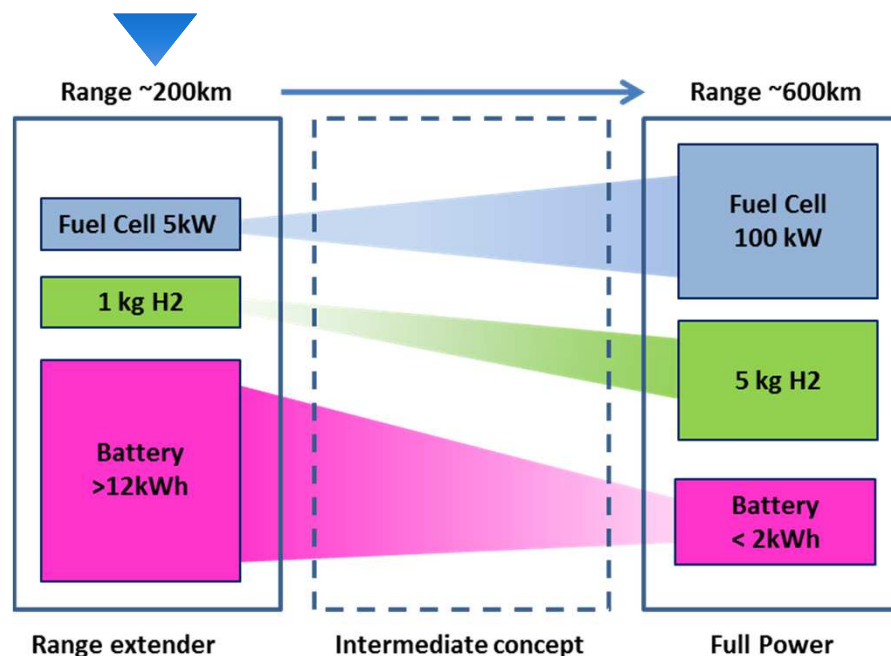 Range ~200km
Range ~600km
Fuel Cell 5kW
Fuel Cell
100 kW
1 kg H2
5 kg H2
Battery
>12kWh
Battery
< 2kWh
Range extender
Intermediate concept
Full Power